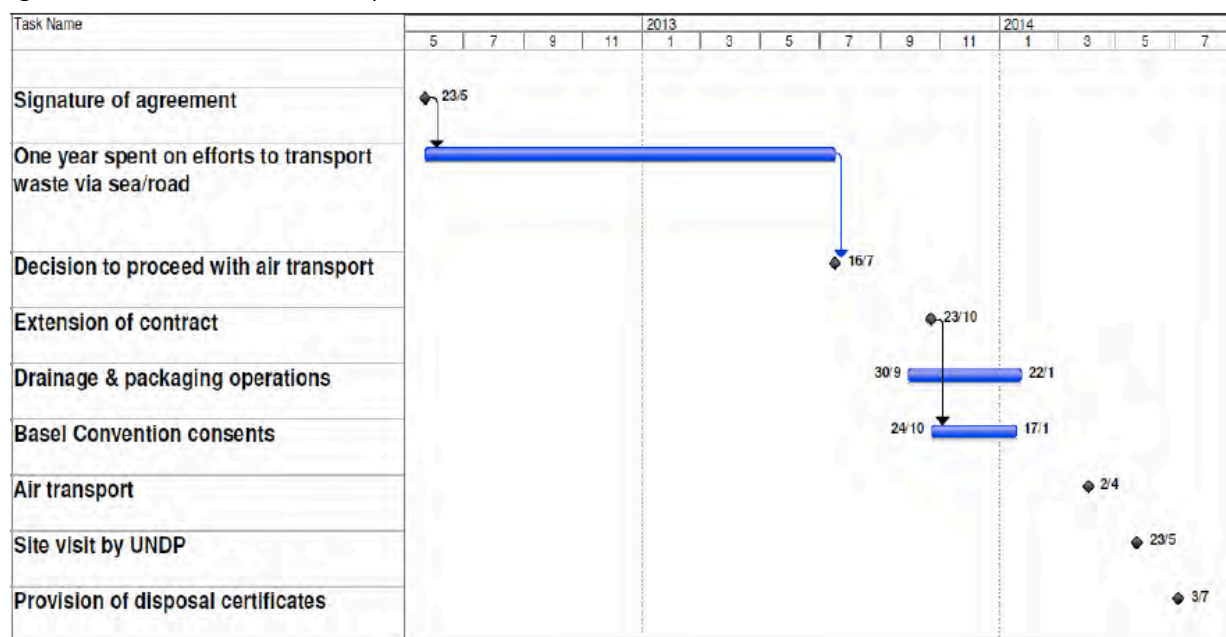 Task Name 2013 2014
5 7 9 11 1 3 5 7 9 11 1 3 5 7
Signature of agreement 23/5
One year spent on efforts to transport
waste via sea/road
Decision to proceed with air transport 16/7
Extension of contract 23/10
Drainage & packaging operations 30/9 22/1
Basel Convention consents 24/10 17/1
Air transport 2/4
Site visit by UNDP 23/5
Provision of disposal certificates 3/7